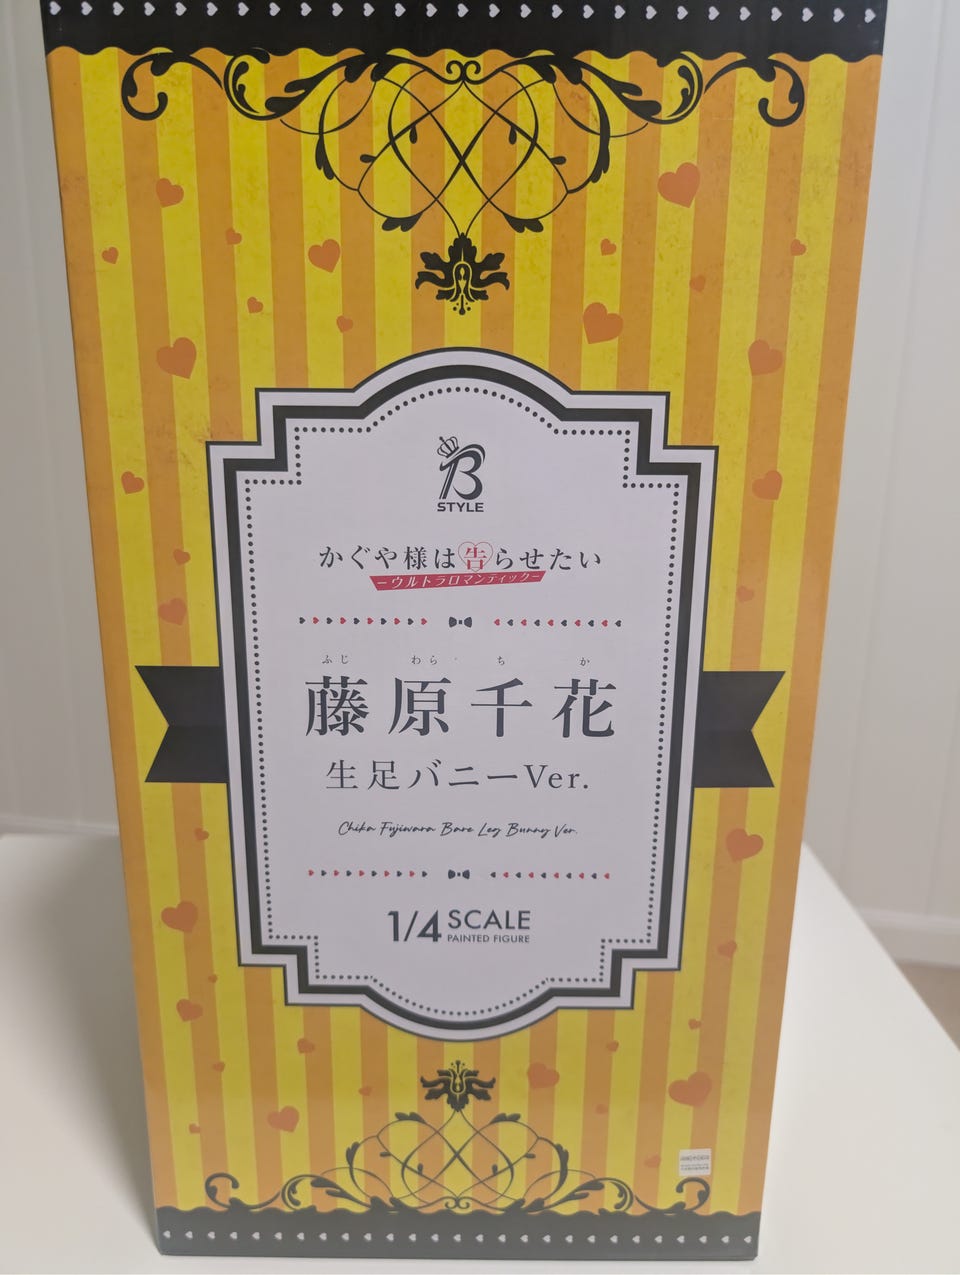 B
STYLE
かぐや様は告らせたい
-ウルトラロマンティック-
ふじ わら ち か
藤原千花
生足バニーVer.
Chika Fujiwara Bare Leg Bunny Ver.
1/4 SCALE
PAINTED FIGURE